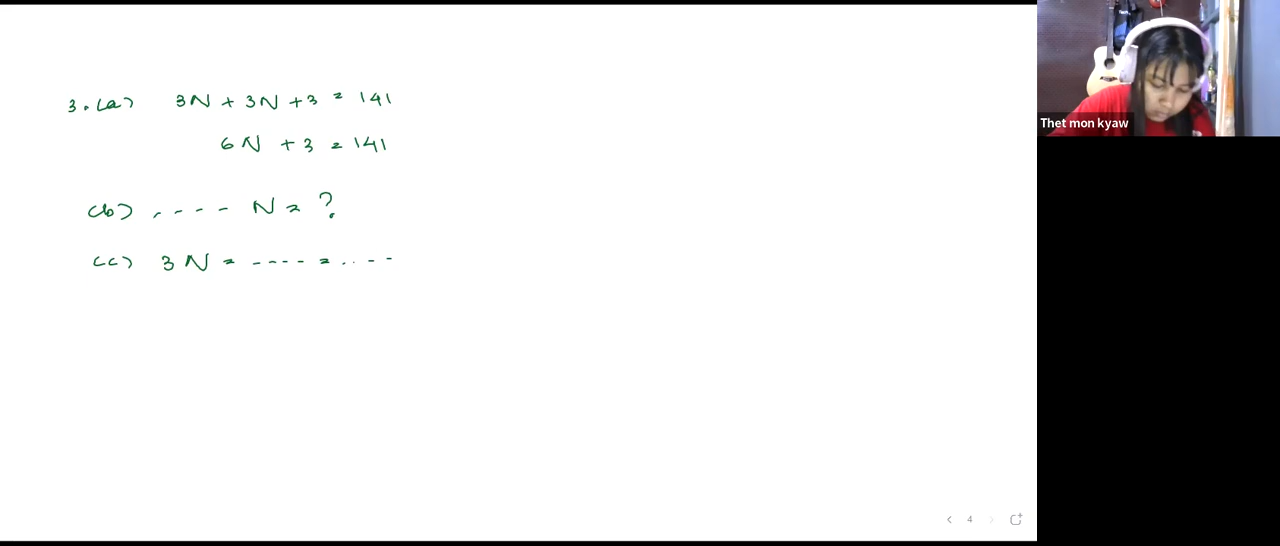 3.(a) 3N + 3N + 3 = 141
6N + 3 = 141
(b) .---- N = ?
(c) 3N = ---- = .---
Thet mon kyaw
4